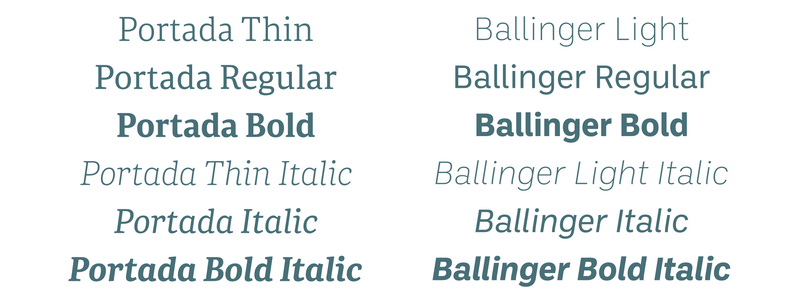 Portada Thin
Portada Regular
Portada Bold
Portada Thin Italic
Portada Italic
Portada Bold Italic
Ballinger Light
Ballinger Regular
Ballinger Bold
Ballinger Light Italic
Ballinger Italic
Ballinger Bold Italic